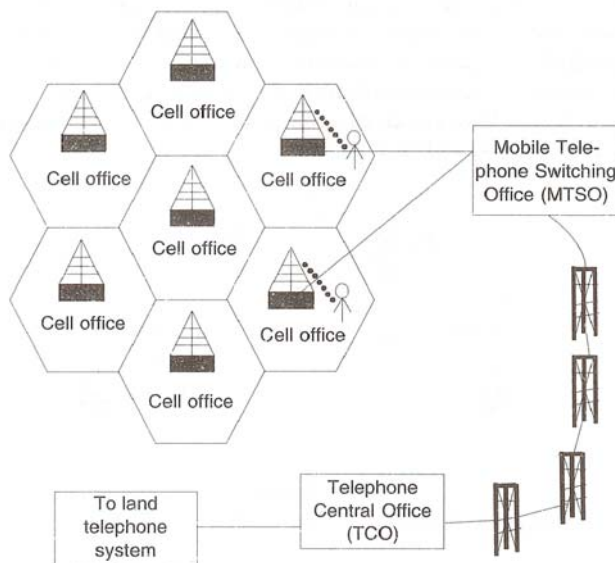 Cell office
Cell office
Cell office
Cell office
Cell office
Cell office
Cell office
Mobile Tele-
phone Switching
Office (MTSO)
Telephone
Central Office
(TCO)
To land
telephone
system